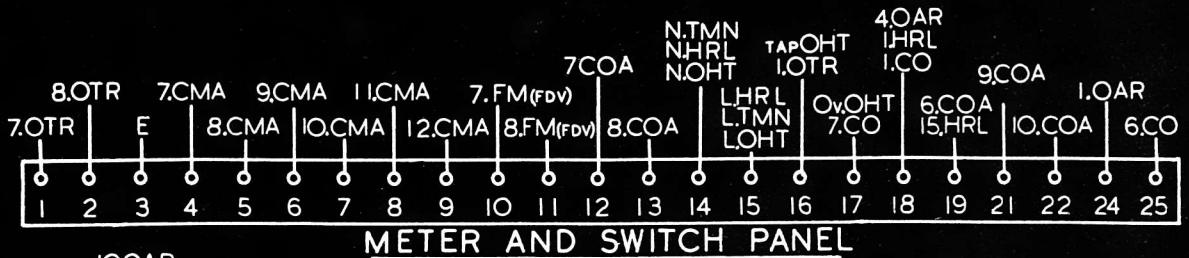 N.TMN
N.HRL
N.OHT
TAPOHT
1.OTR
4.OAR
1.HRL
1.CO
8.OTR
7.CMA
9.CMA
11.CMA
7.FM(FDV)
7COA
9.COA
1.OAR
7.OTR
E
8.CMA
10.CMA
12.CMA
8.FM(FDV)
8.COA
L.HRL
L.TMN
L.OHT
Ov.OHT
7.CO
6.COA
15.HRL
10.COA
6.CO
1 2 3 4 5 6 7 8 9 10 11 12 13 14 15 16 17 18 19 21 22 24 25
METER AND SWITCH PANEL